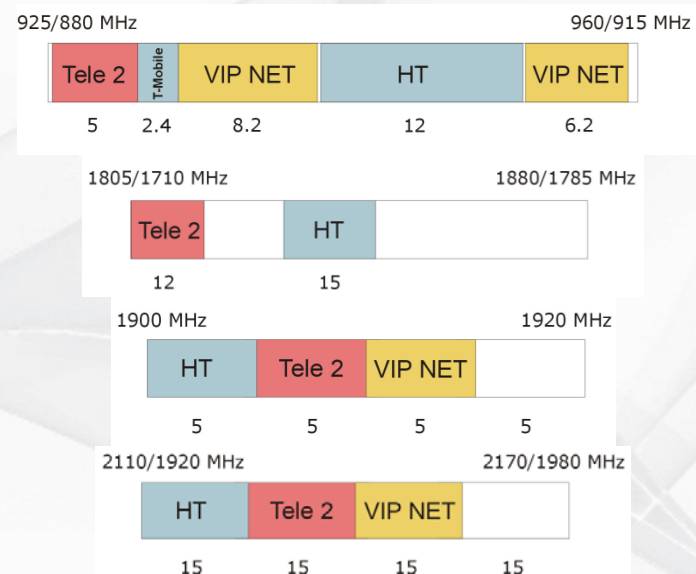 925/880 MHz 960/915 MHz
Tele 2 T-Mobile VIP NET HT VIP NET
5 2.4 8.2 12 6.2
1805/1710 MHz 1880/1785 MHz
Tele 2 HT
12 15
1900 MHz 1920 MHz
HT Tele 2 VIP NET
5 5 5 5
2110/1920 MHz 2170/1980 MHz
HT Tele 2 VIP NET
15 15 15 15